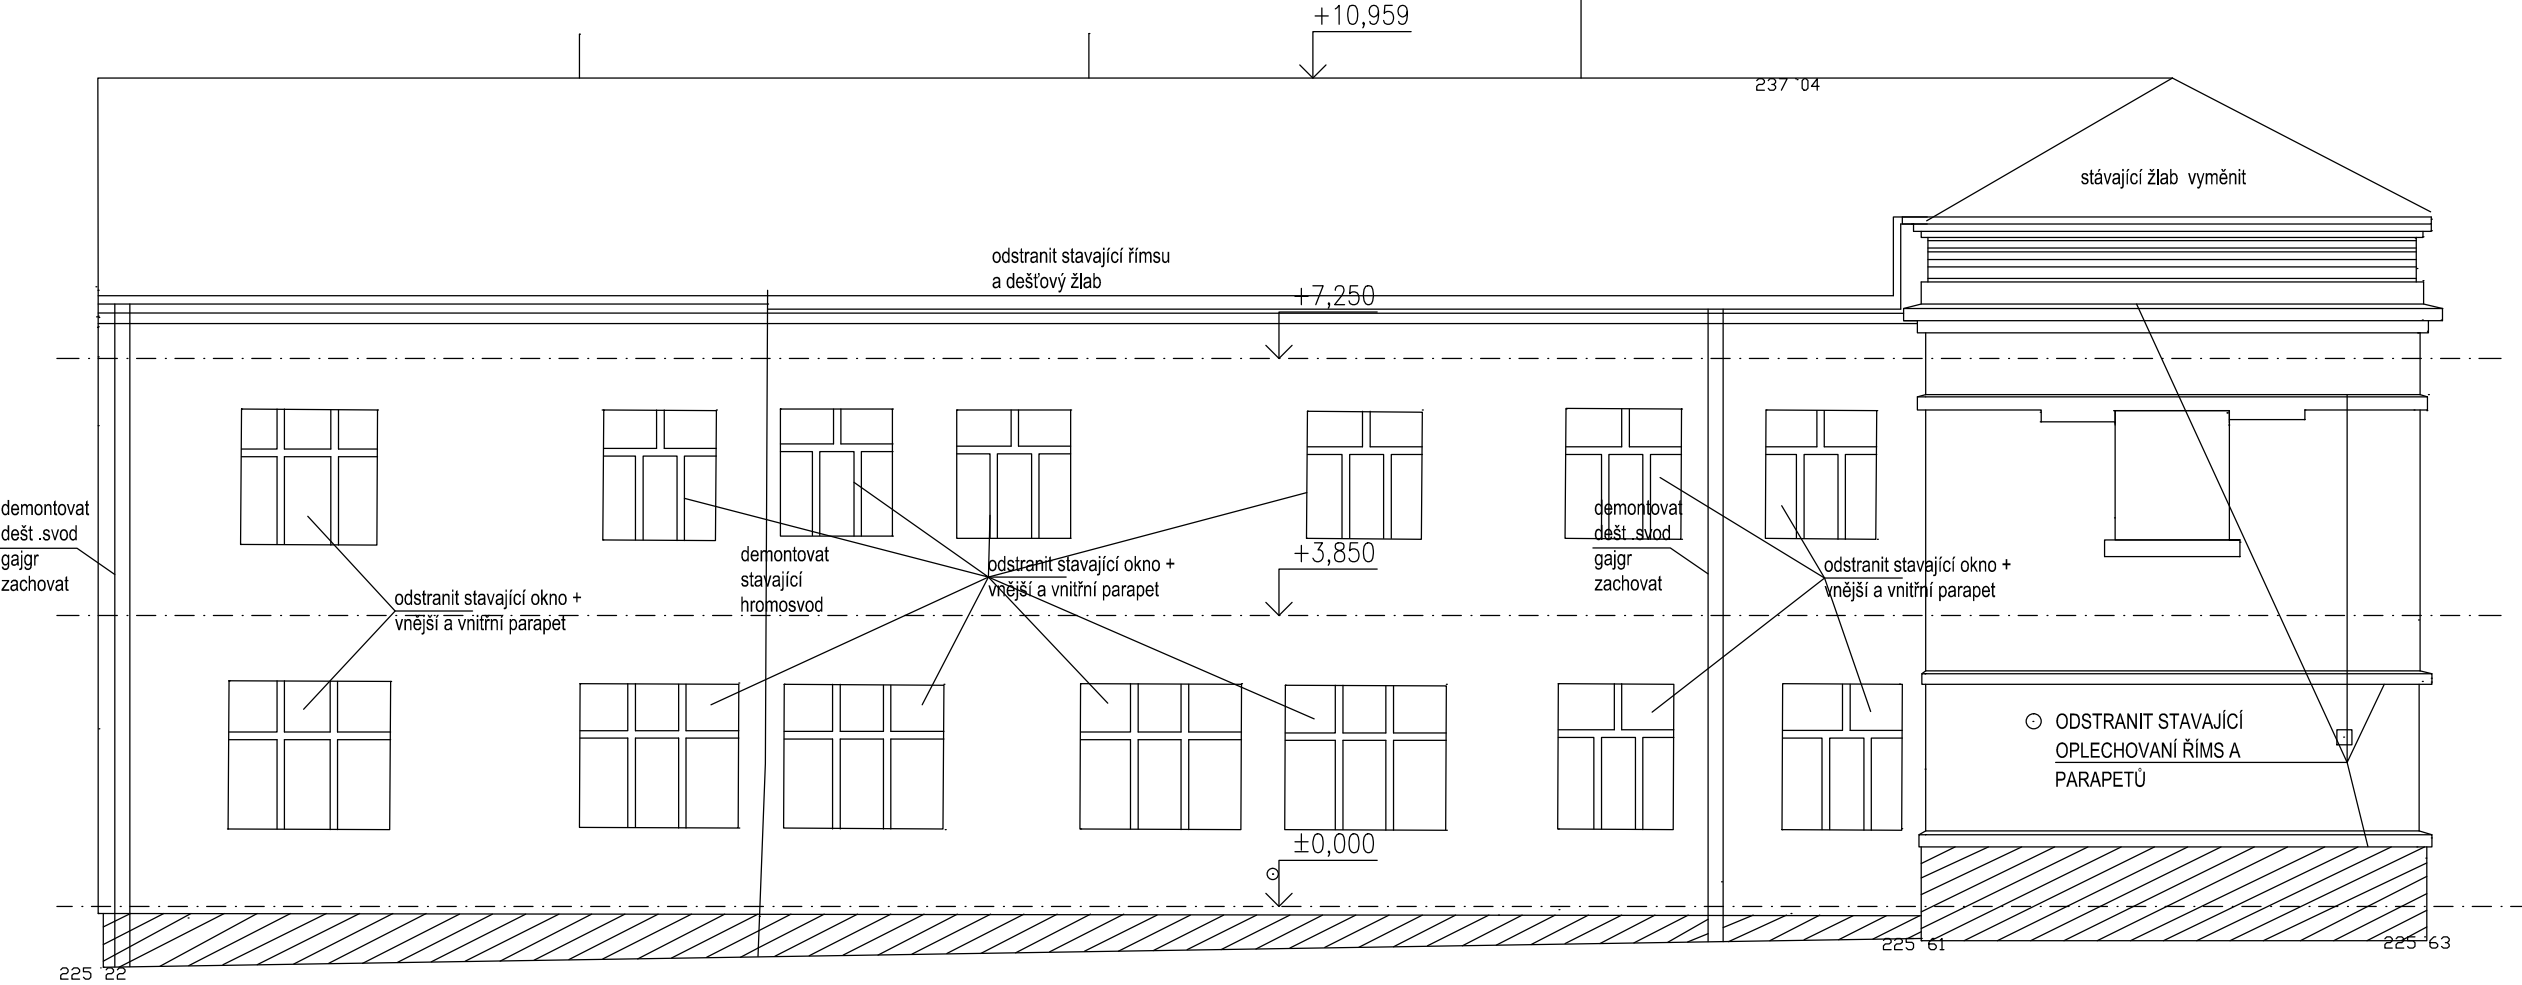 +10,959
237 04
stávající žlab vyměnit
odstranit stavající římsu
a dešťový žlab
+7,250
demontovat
dešt .svod
gajgr
zachovat
odstranit stavající okno +
vnější a vnitřní parapet
demontovat
stavající
hromosvod
odstranit stavající okno +
vnější a vnitřní parapet
+3,850
demontovat
dešt .svod
gajgr
zachovat
odstranit stavající okno +
vnější a vnitřní parapet
ODSTRANIT STAVAJÍCÍ
OPLECHOVANÍ ŘÍMS A
PARAPETŮ
±0,000
225 22
225 61
225 63